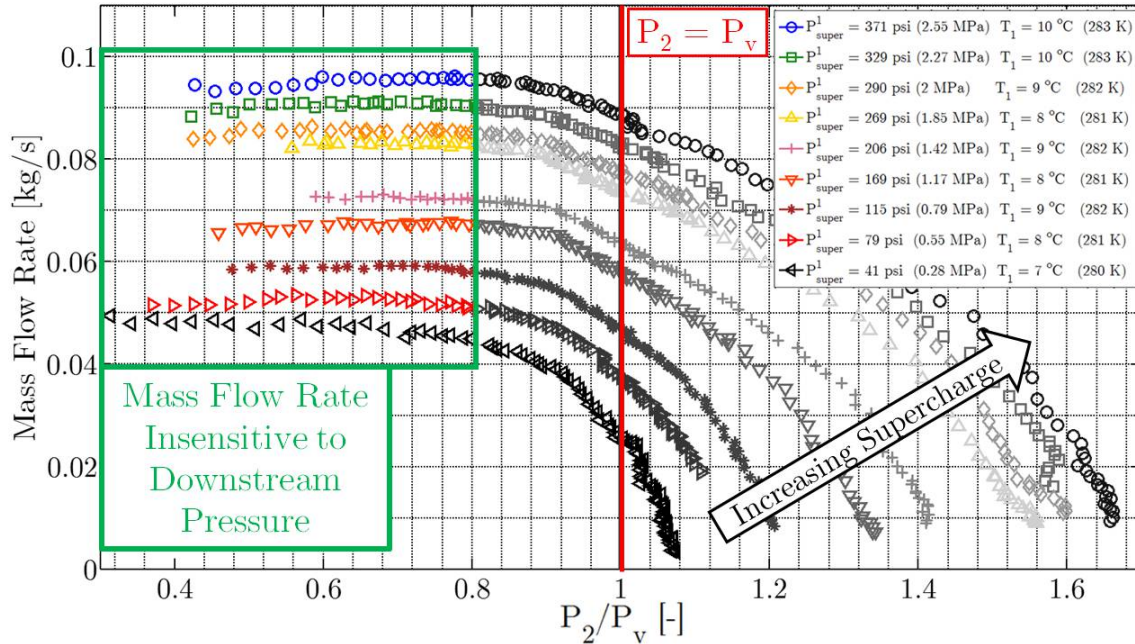 P₂ = Pᵥ
P¹super = 371 psi (2.55 MPa) T₁ = 10 °C (283 K)
P¹super = 329 psi (2.27 MPa) T₁ = 10 °C (283 K)
P¹super = 290 psi (2 MPa) T₁ = 9 °C (282 K)
P¹super = 269 psi (1.85 MPa) T₁ = 8 °C (281 K)
P¹super = 206 psi (1.42 MPa) T₁ = 9 °C (282 K)
P¹super = 169 psi (1.17 MPa) T₁ = 8 °C (281 K)
P¹super = 115 psi (0.79 MPa) T₁ = 9 °C (282 K)
P¹super = 79 psi (0.55 MPa) T₁ = 8 °C (281 K)
P¹super = 41 psi (0.28 MPa) T₁ = 7 °C (280 K)
Mass Flow Rate [kg/s]
0.1
0.08
0.06
0.04
0.02
0
Mass Flow Rate
Insensitive to
Downstream
Pressure
Increasing Supercharge
0.4 0.6 0.8 1 1.2 1.4 1.6
P₂/Pᵥ [-]